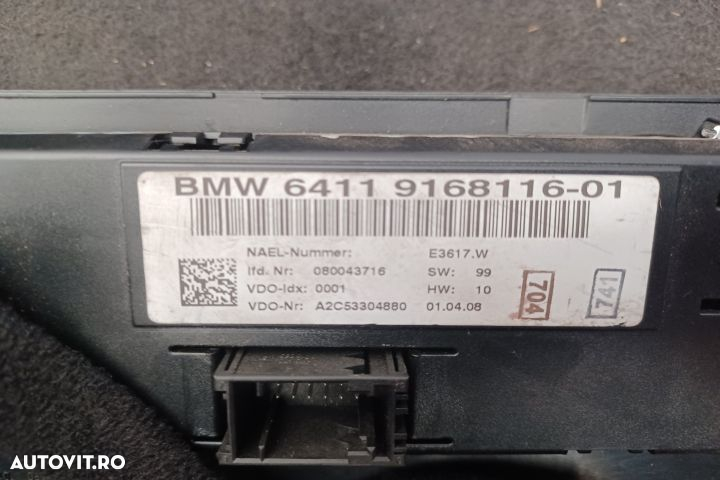 BMW 6411 9168116-01
NAEL-Nummer: E3617.W
lfd. Nr: 080043716 SW: 99
VDO-Idx: 0001 HW: 10
VDO-Nr: A2C53304880 01.04.08
704
741
AUTOVIT.RO